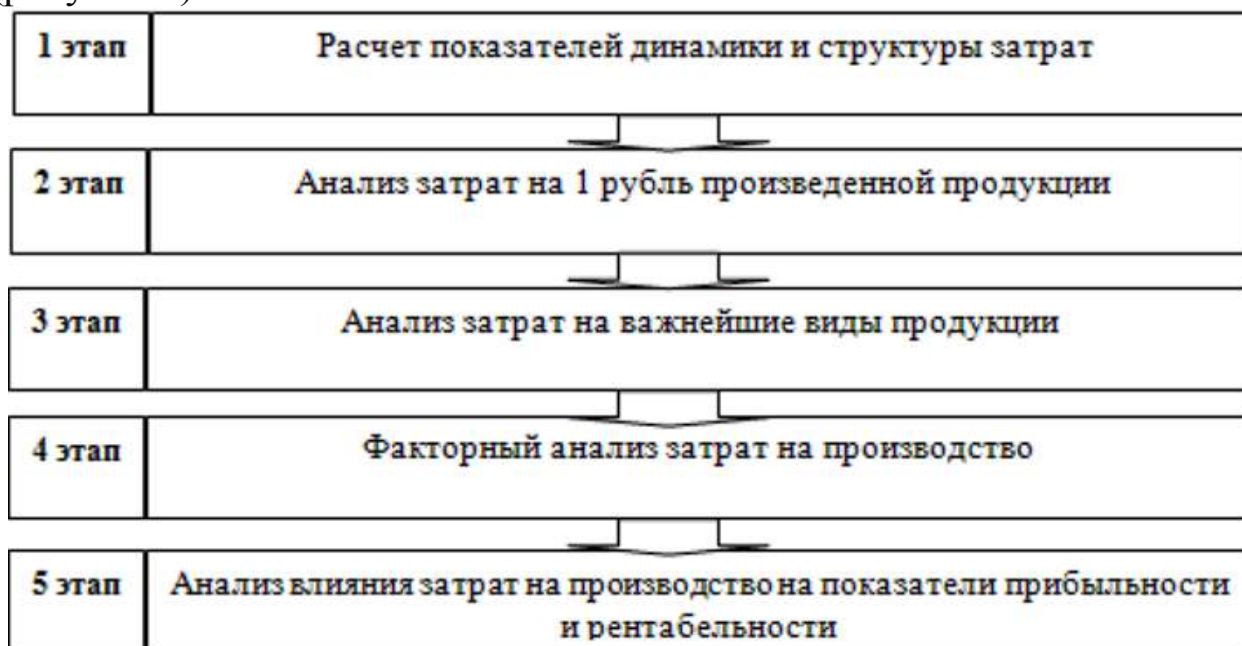 1 этап
Расчет показателей динамики и структуры затрат
2 этап
Анализ затрат на 1 рубль произведенной продукции
3 этап
Анализ затрат на важнейшие виды продукции
4 этап
Факторный анализ затрат на производство
5 этап
Анализ влияния затрат на производство на показатели прибыльности
и рентабельности